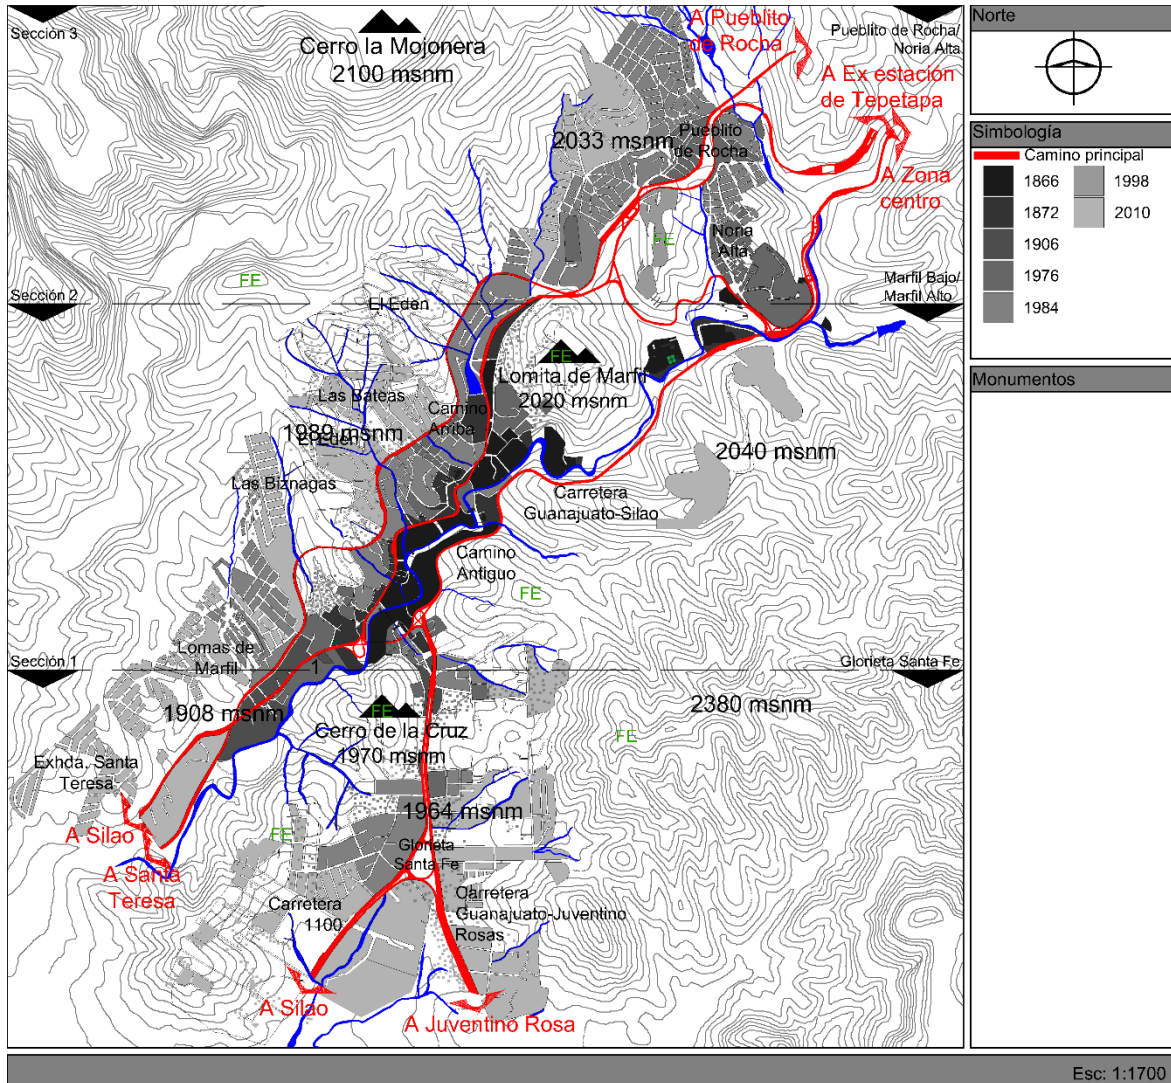 Sección 3
Cerro la Mojonera
2100 msnm
A Pueblito
de Rocha
Pueblito de Rocha/
Noria Alta
A Ex estación
de Tepetapa
2033 msnm
Pueblito
de Rocha
A Zona
centro
Noria
Alta
FE
FE
Sección 2
Marfil Bajo/
Marfil Alto
El Eden
FE
Lomita de Marfil
2020 msnm
Las Bateas
Camino
Arriba
1989 msnm
El Eden
2040 msnm
Las Biznagas
Carretera
Guanajuato-Silao
Camino
Antiguo
FE
Lomas de
Marfil
1
Sección 1
Glorieta Santa Fe
1908 msnm
FE
Cerro de la Cruz
1970 msnm
2380 msnm
FE
Exhda. Santa
Teresa
1964 msnm
A Silao
FE
Glorieta
Santa Fe
A Santa
Teresa
Carretera
1100
Carretera
Guanajuato-Juventino
Rosas
A Silao
A Juventino Rosa
Norte
Simbología
Camino principal
1866
1998
1872
2010
1906
1976
1984
Monumentos
Esc: 1:1700